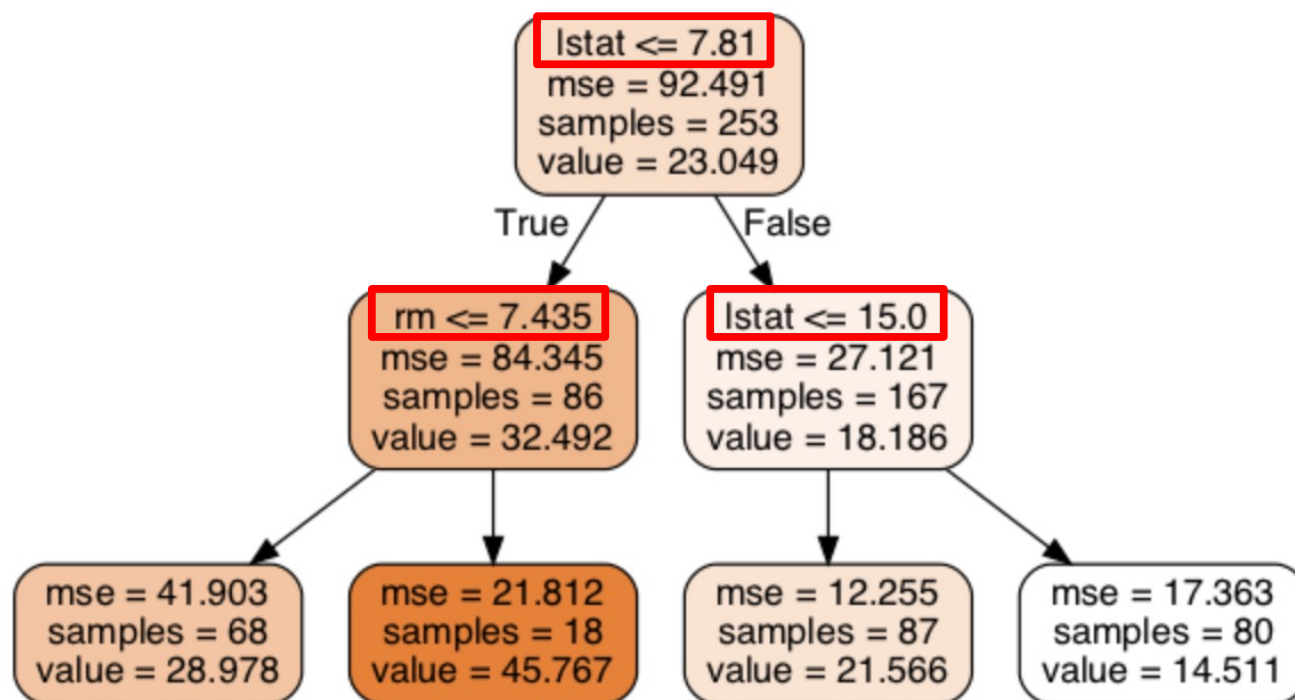 lstat <= 7.81
mse = 92.491
samples = 253
value = 23.049
True
False
rm <= 7.435
mse = 84.345
samples = 86
value = 32.492
lstat <= 15.0
mse = 27.121
samples = 167
value = 18.186
mse = 41.903
samples = 68
value = 28.978
mse = 21.812
samples = 18
value = 45.767
mse = 12.255
samples = 87
value = 21.566
mse = 17.363
samples = 80
value = 14.511